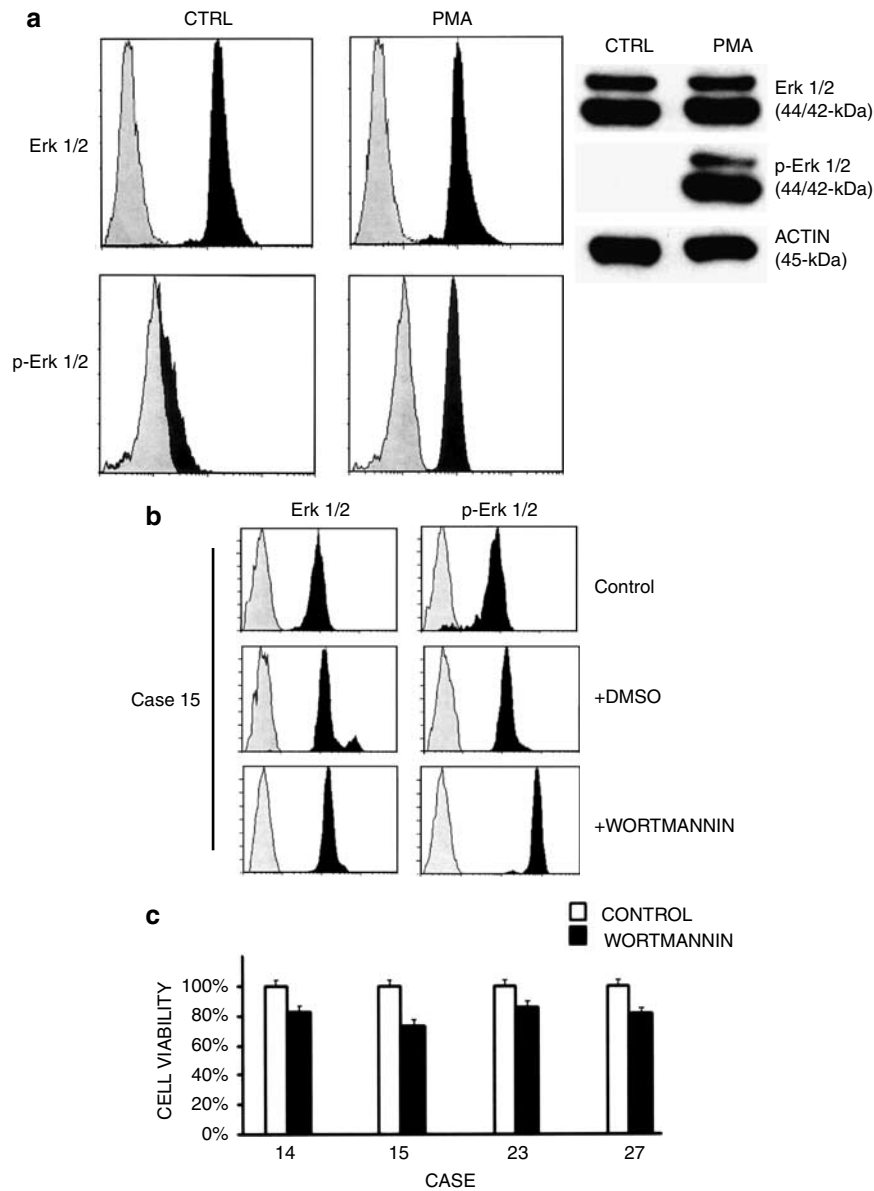 a
CTRL
PMA
Erk 1/2
p-Erk 1/2
CTRL
PMA
Erk 1/2
(44/42-kDa)
p-Erk 1/2
(44/42-kDa)
ACTIN
(45-kDa)
b
Erk 1/2
p-Erk 1/2
Case 15
Control
+DMSO
+WORTMANNIN
c
CONTROL
WORTMANNIN
CELL VIABILITY
100%
80%
60%
40%
20%
0%
14
15
23
27
CASE